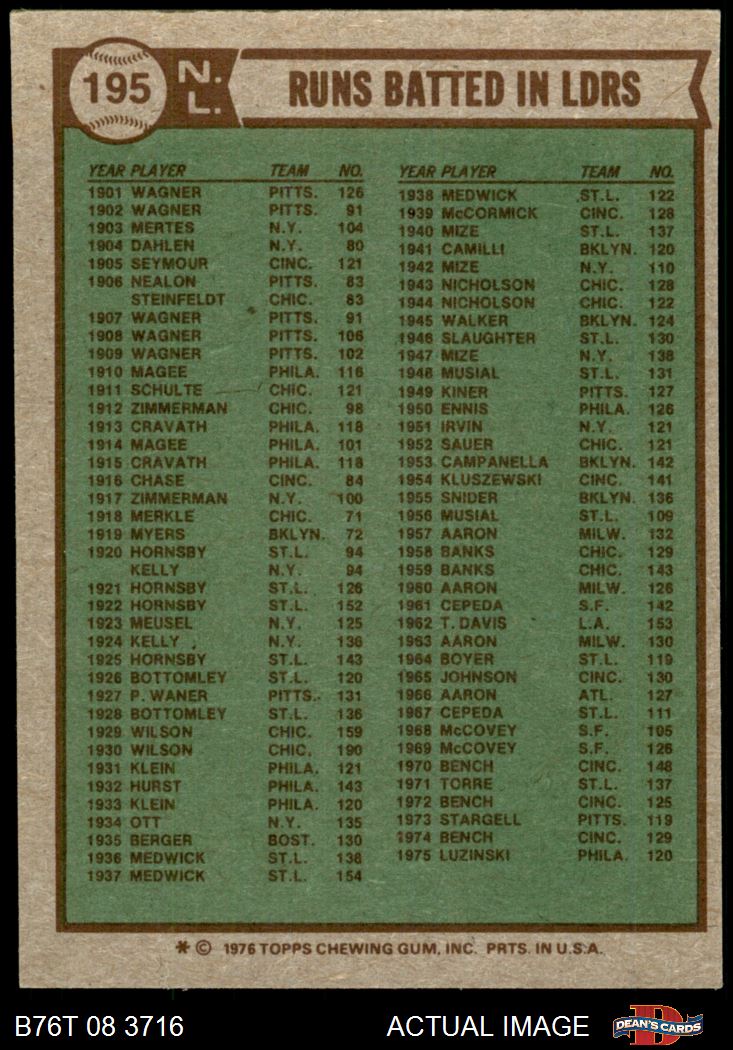 195
N.
L.
RUNS BATTED IN LDRS
YEAR PLAYER TEAM NO.
1901 WAGNER PITTS. 126
1902 WAGNER PITTS. 91
1903 MERTES N.Y. 104
1904 DAHLEN N.Y. 80
1905 SEYMOUR CINC. 121
1906 NEALON PITTS. 83
STEINFELDT CHIC. 83
1907 WAGNER PITTS. 91
1908 WAGNER PITTS. 106
1909 WAGNER PITTS. 102
1910 MAGEE PHILA. 116
1911 SCHULTE CHIC. 121
1912 ZIMMERMAN CHIC. 98
1913 CRAVATH PHILA. 118
1914 MAGEE PHILA. 101
1915 CRAVATH PHILA. 118
1916 CHASE CINC. 84
1917 ZIMMERMAN N.Y. 100
1918 MERKLE CHIC. 71
1919 MYERS BKLYN. 72
1920 HORNSBY ST.L. 94
KELLY N.Y. 94
1921 HORNSBY ST.L. 126
1922 HORNSBY ST.L. 152
1923 MEUSEL N.Y. 125
1924 KELLY N.Y. 136
1925 HORNSBY ST.L. 143
1926 BOTTOMLEY ST.L. 120
1927 P. WANER PITTS. 131
1928 BOTTOMLEY ST.L. 136
1929 WILSON CHIC. 159
1930 WILSON CHIC. 190
1931 KLEIN PHILA. 121
1932 HURST PHILA. 143
1933 KLEIN PHILA. 120
1934 OTT N.Y. 135
1935 BERGER BOST. 130
1936 MEDWICK ST.L. 138
1937 MEDWICK ST.L. 154
YEAR PLAYER TEAM NO.
1938 MEDWICK ST.L. 122
1939 McCORMICK CINC. 128
1940 MIZE ST.L. 137
1941 CAMILLI BKLYN. 120
1942 MIZE N.Y. 110
1943 NICHOLSON CHIC. 128
1944 NICHOLSON CHIC. 122
1945 WALKER BKLYN. 124
1946 SLAUGHTER ST.L. 130
1947 MIZE N.Y. 138
1948 MUSIAL ST.L. 131
1949 KINER PITTS. 127
1950 ENNIS PHILA. 126
1951 IRVIN N.Y. 121
1952 SAUER CHIC. 121
1953 CAMPANELLA BKLYN. 142
1954 KLUSZEWSKI CINC. 141
1955 SNIDER BKLYN. 136
1956 MUSIAL ST.L. 109
1957 AARON MILW. 132
1958 BANKS CHIC. 129
1959 BANKS CHIC. 143
1960 AARON MILW. 126
1961 CEPEDA S.F. 142
1962 T. DAVIS L.A. 153
1963 AARON MILW. 130
1964 BOYER ST.L. 119
1965 JOHNSON CINC. 130
1966 AARON ATL. 127
1967 CEPEDA ST.L. 111
1968 McCOVEY S.F. 105
1969 McCOVEY S.F. 126
1970 BENCH CINC. 148
1971 TORRE ST.L. 137
1972 BENCH CINC. 125
1973 STARGELL PITTS. 119
1974 BENCH CINC. 129
1975 LUZINSKI PHILA. 120
* © 1976 TOPPS CHEWING GUM, INC. PRTS. IN U.S.A.
B76T 08 3716 ACTUAL IMAGE
D
DEAN'S CARDS